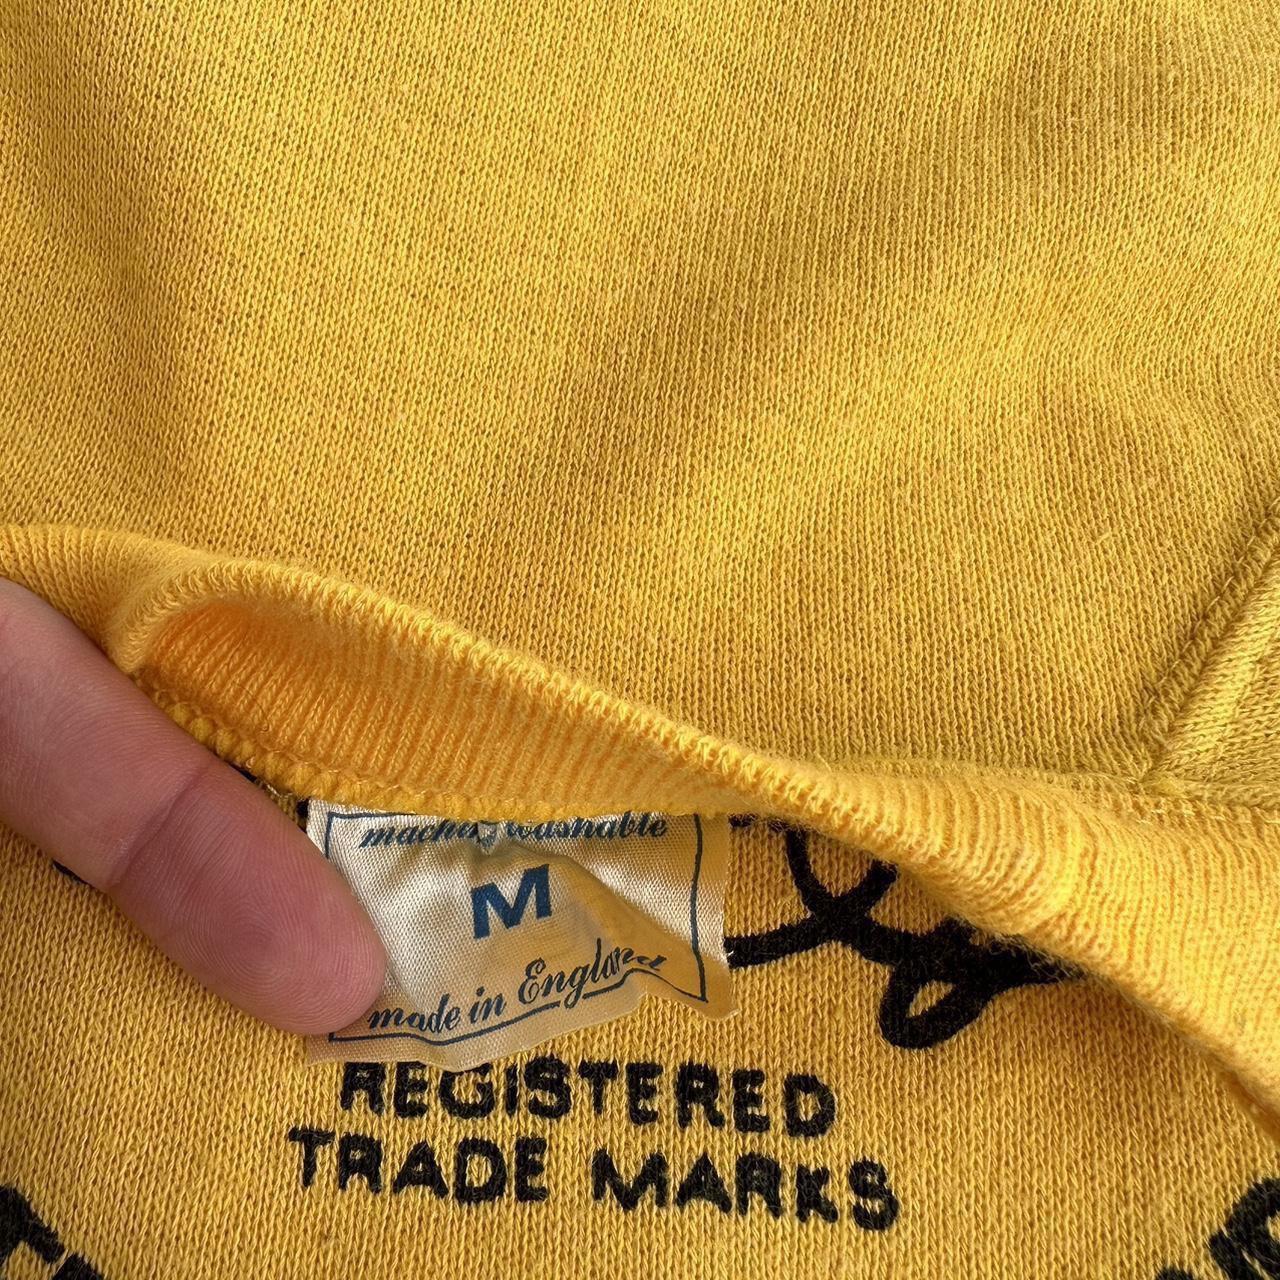 machine washable
M
made in England
REGISTERED
TRADE MARKS